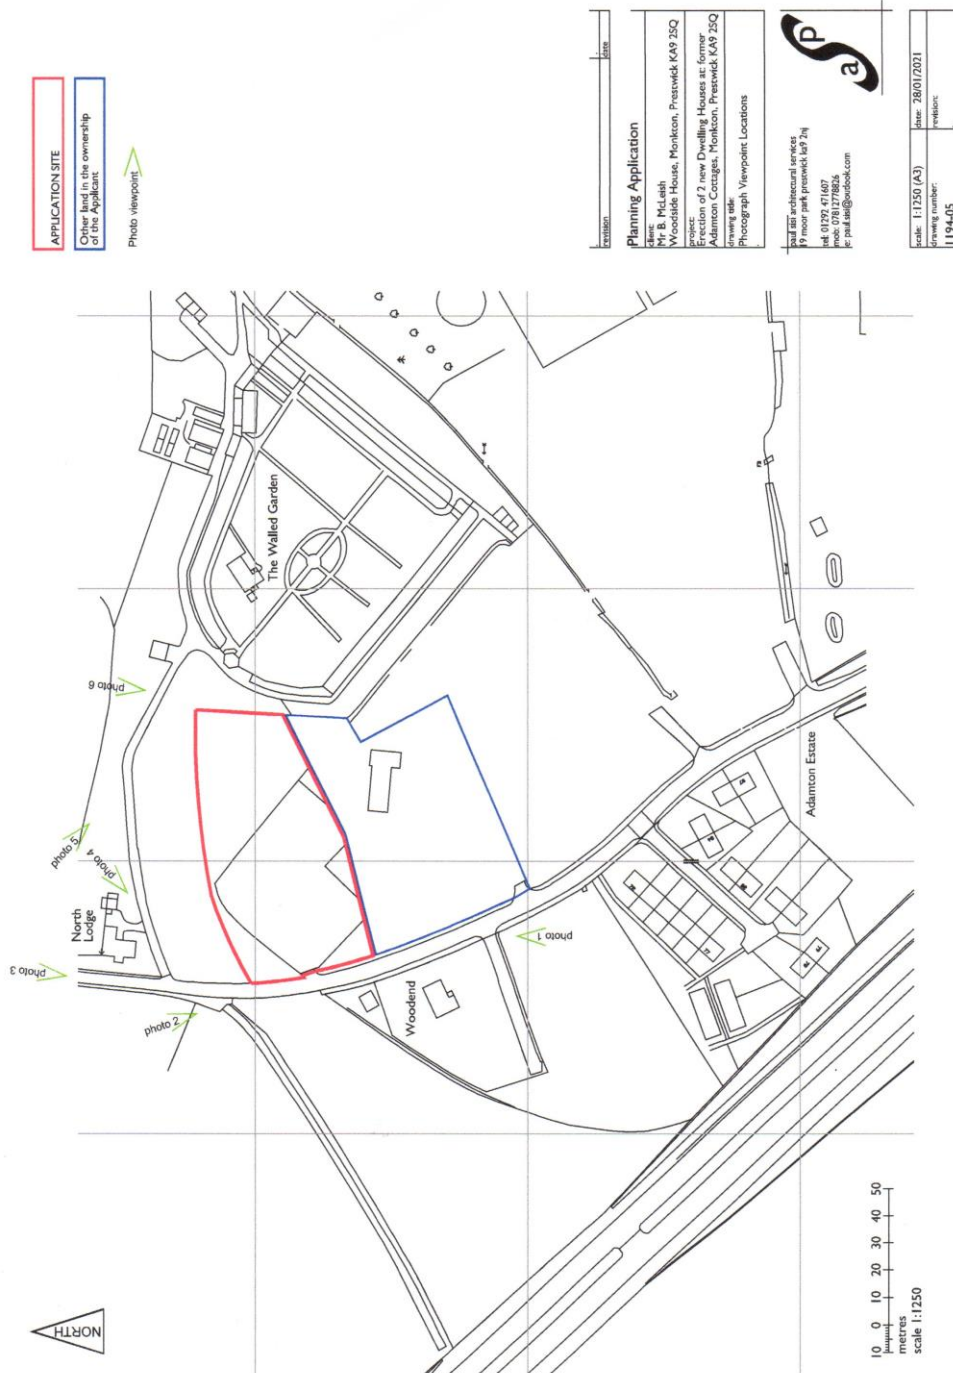 APPLICATION SITE
Other land in the ownership
of the Applicant
Photo viewpoint
revision
date
Planning Application
client:
Mr B. McLeish
Woodside House, Monkton, Prestwick KA9 2SQ
project:
Erection of 2 new Dwelling Houses at: former
Adamton Cottages, Monkton, Prestwick KA9 2SQ
drawing title:
Photograph Viewpoint Locations
a
S
P
paul sisi architectural services
19 moor park prestwick ka9 2nj
tel: 01292 471607
mob: 07812778826
e: paul.sisi@outlook.com
scale: 1:1250 (A3)
date: 28/01/2021
drawing number:
revision:
1194-05
The Walled Garden
photo 6
photo 5
photo 4
North
Lodge
photo 3
photo 2
Woodend
photo 1
Adamton Estate
NORTH
10 0 10 20 30 40 50
metres
scale 1:1250